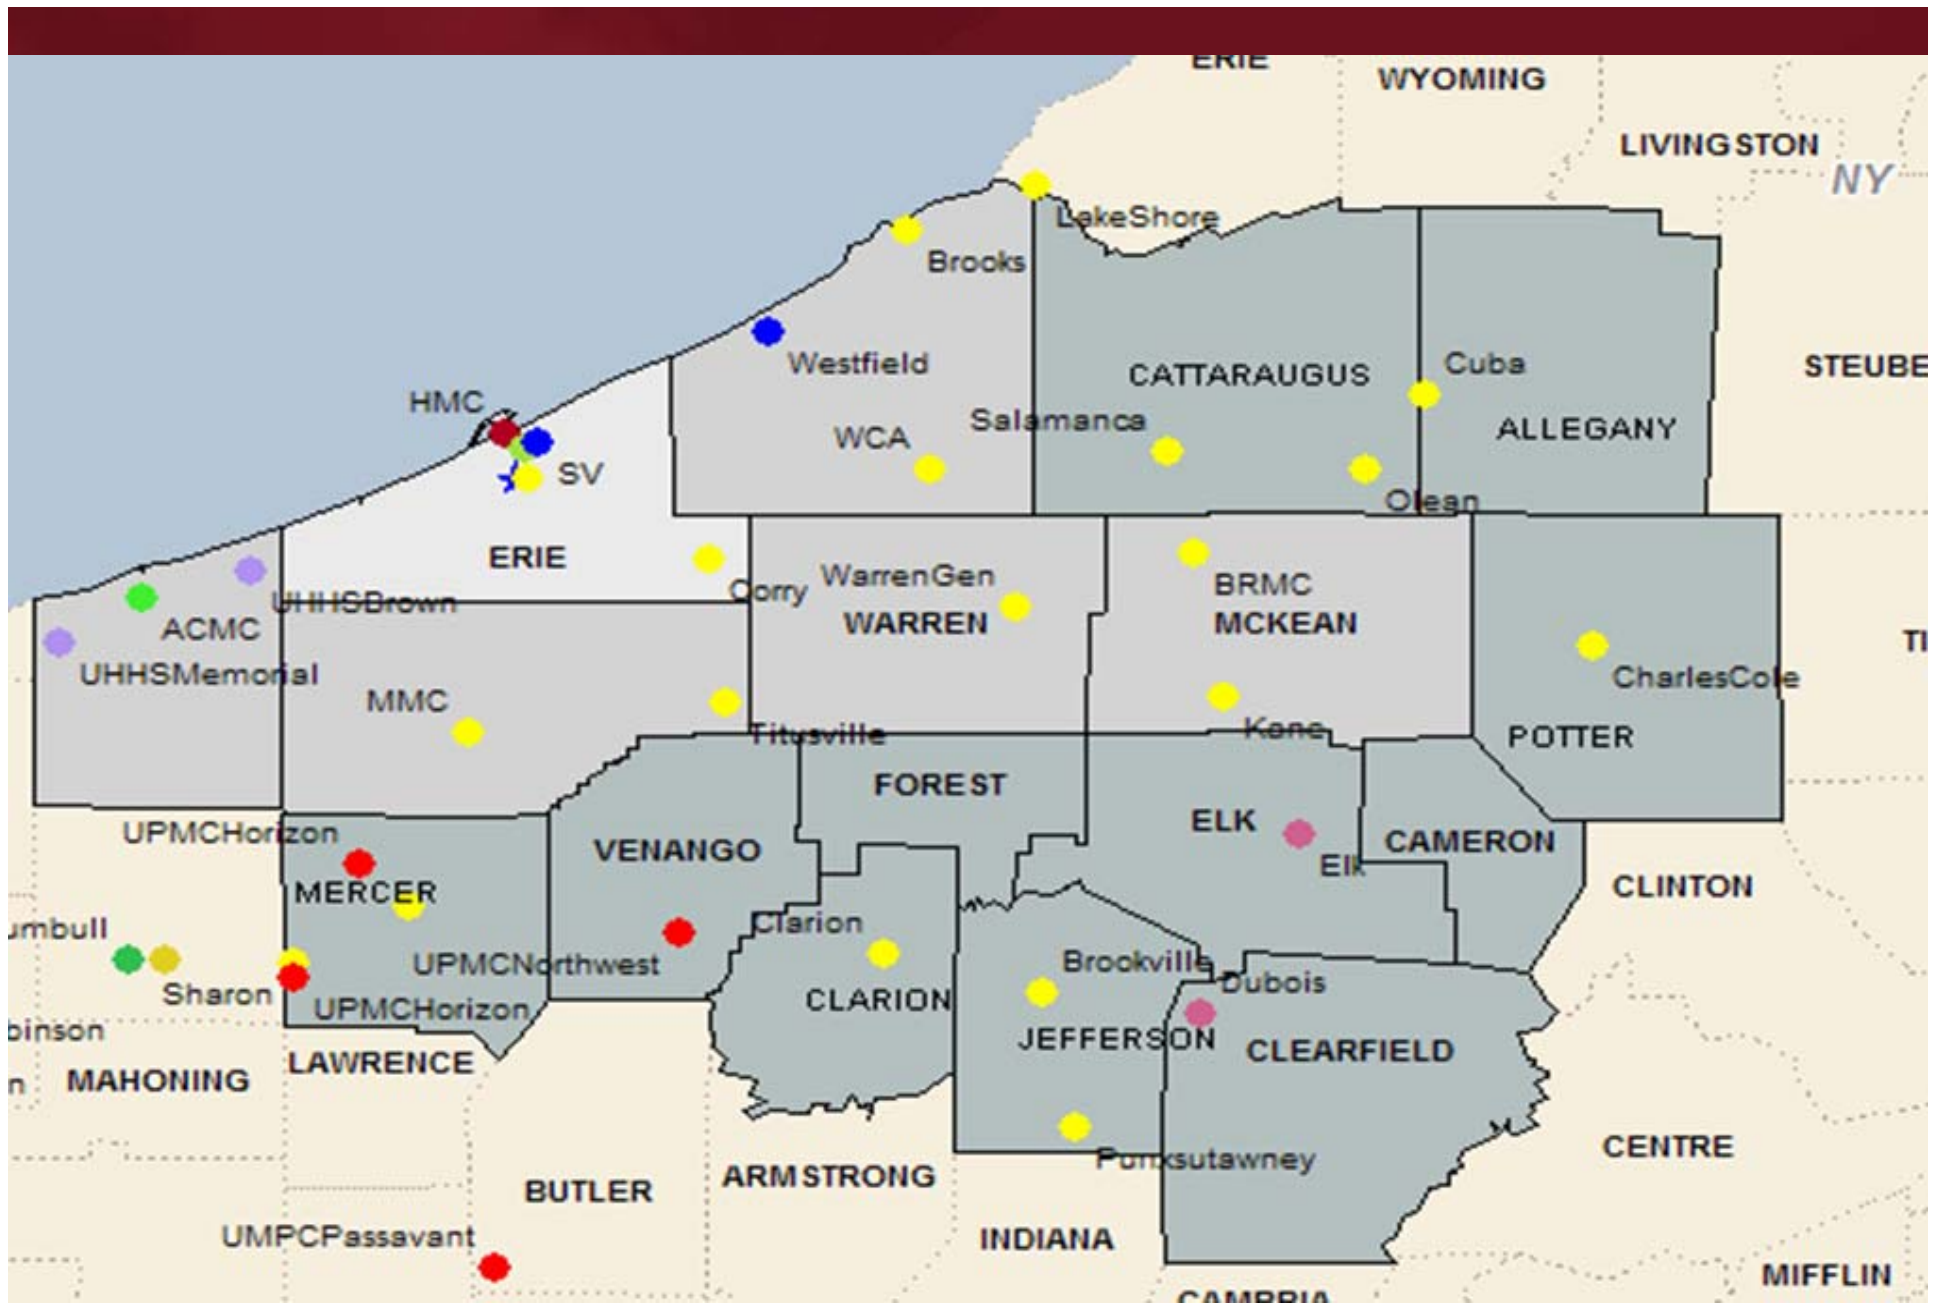 ERIE
WYOMING
LIVINGSTON
NY
LakeShore
Brooks
Westfield
CATTARAUGUS
Cuba
STEUBE
HMC
Salamanca
ALLEGANY
WCA
SV
Olean
ERIE
Corry
WarrenGen
BRMC
UHHSBrown
ACMC
WARREN
MCKEAN
TI
UHHSMemorial
CharlesCole
MMC
Titusville
Kane
POTTER
FOREST
UPMCHorizon
ELK
CAMERON
VENANGO
Elk
MERCER
CLINTON
umbull
Clarion
UPMCNorthwest
Brookville
Dubois
Sharon
UPMCHorizon
CLARION
binson
JEFFERSON
CLEARFIELD
LAWRENCE
n
MAHONING
CENTRE
Punxsutawney
ARMSTRONG
BUTLER
UMPCPassavant
INDIANA
MIFFLIN
CAMBRIA